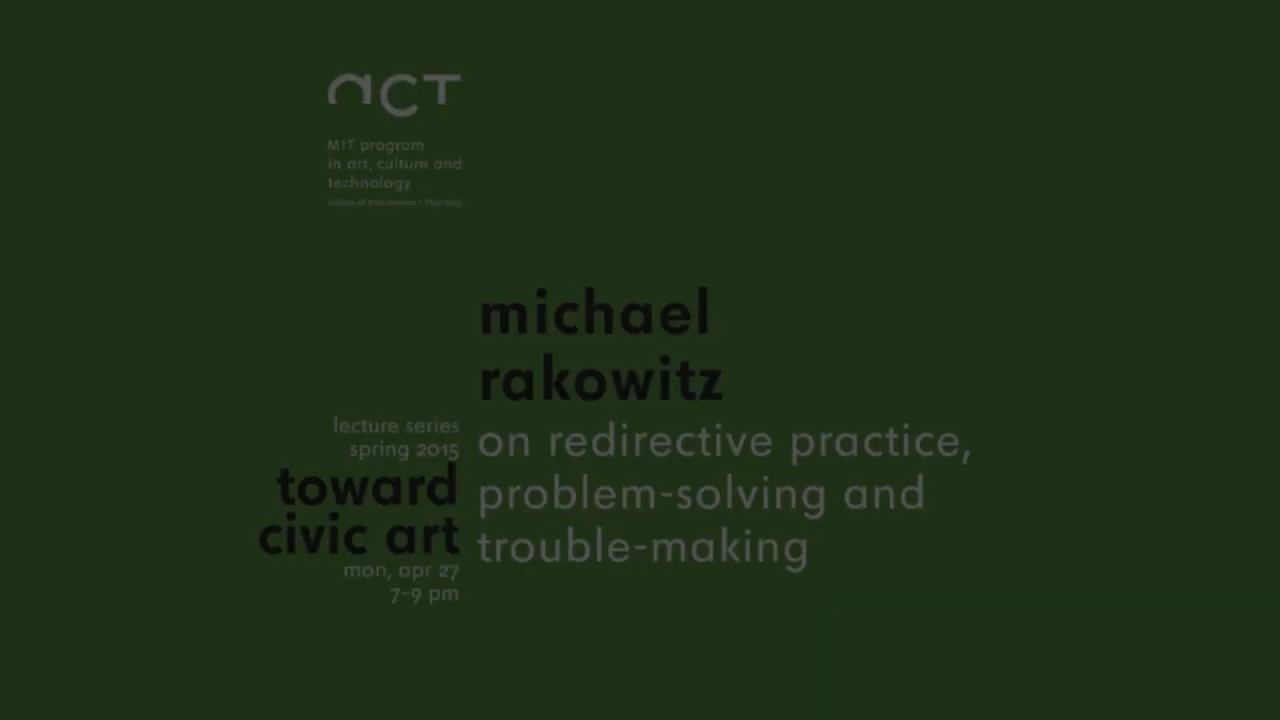 act
MIT program
in art, culture and
technology
michael
rakowitz
on redirective practice,
problem-solving and
trouble-making
lecture series
spring 2015
toward
civic art
mon, apr 27
7-9 pm